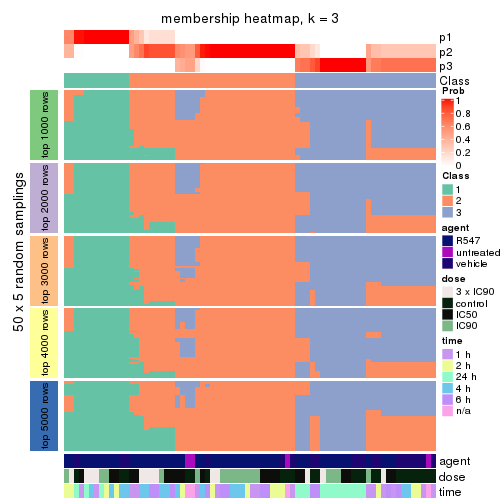 membership heatmap, k = 3
p1
p2
p3
Class
50 x 5 random samplings
top 1000 rows
top 2000 rows
top 3000 rows
top 4000 rows
top 5000 rows
agent
dose
time
Prob
1
0.8
0.6
0.4
0.2
0
Class
1
2
3
agent
R547
untreated
vehicle
dose
3 x IC90
control
IC50
IC90
time
1 h
2 h
24 h
4 h
6 h
n/a